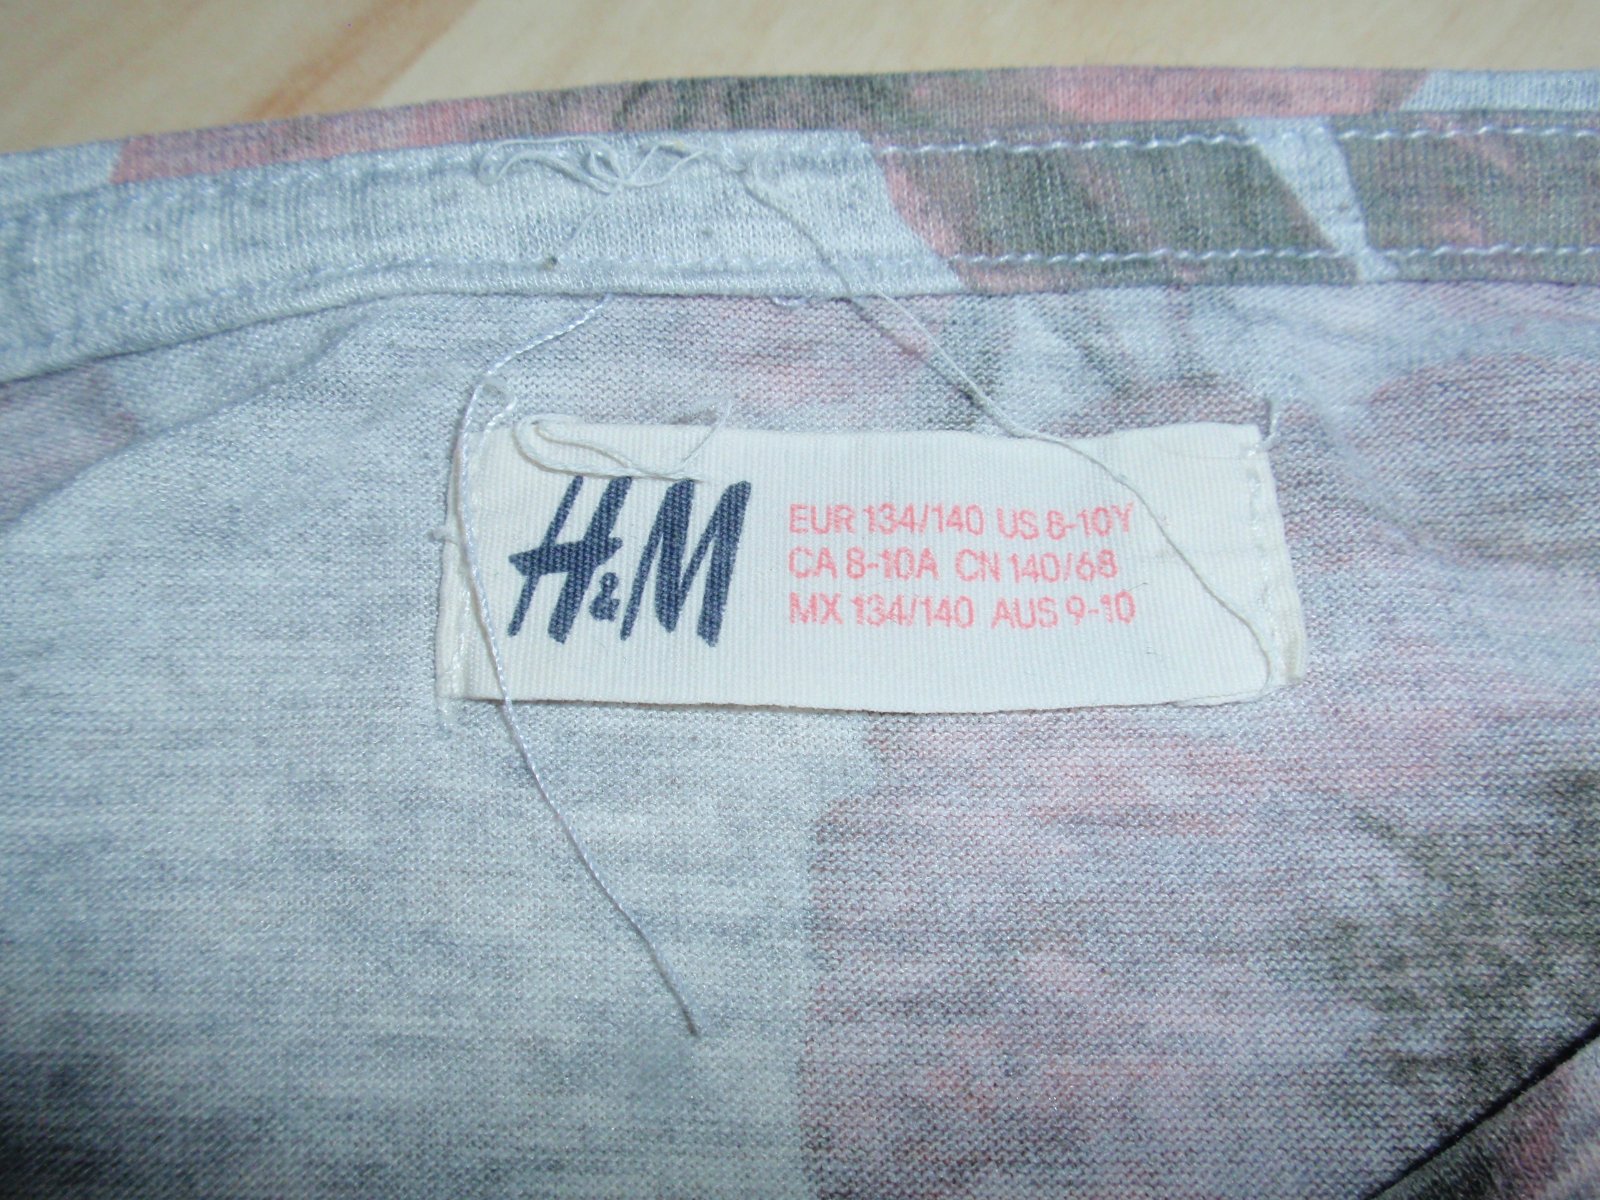 H&M
EUR 134/140 US 8-10Y
CA 8-10A CN 140/68
MX 134/140 AUS 9-10